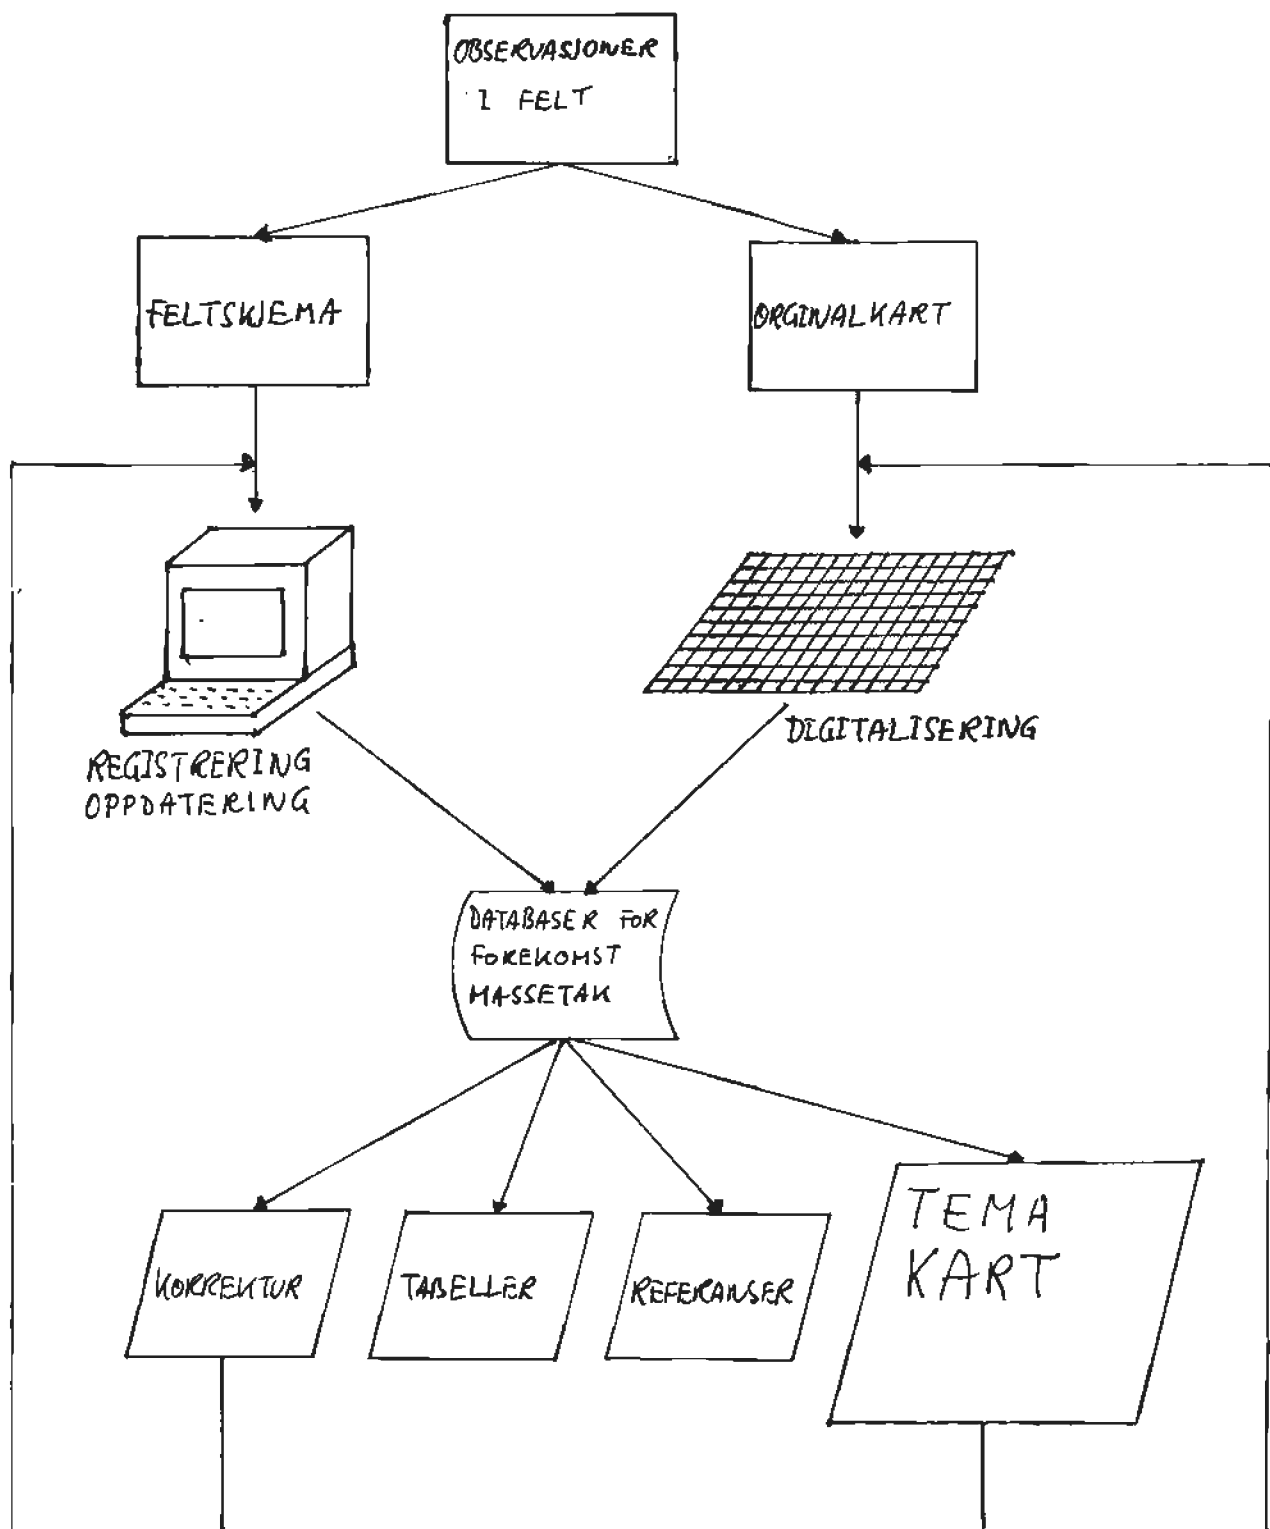 OBSERVASJONER
I FELT
FELTSKJEMA
ORGINALKART
REGISTRERING
OPPDATERING
DIGITALISERING
DATABASER FOR
FOREKOMST
MASSETAK
KORREKTUR
TABELLER
REFERANSER
TEMA
KART